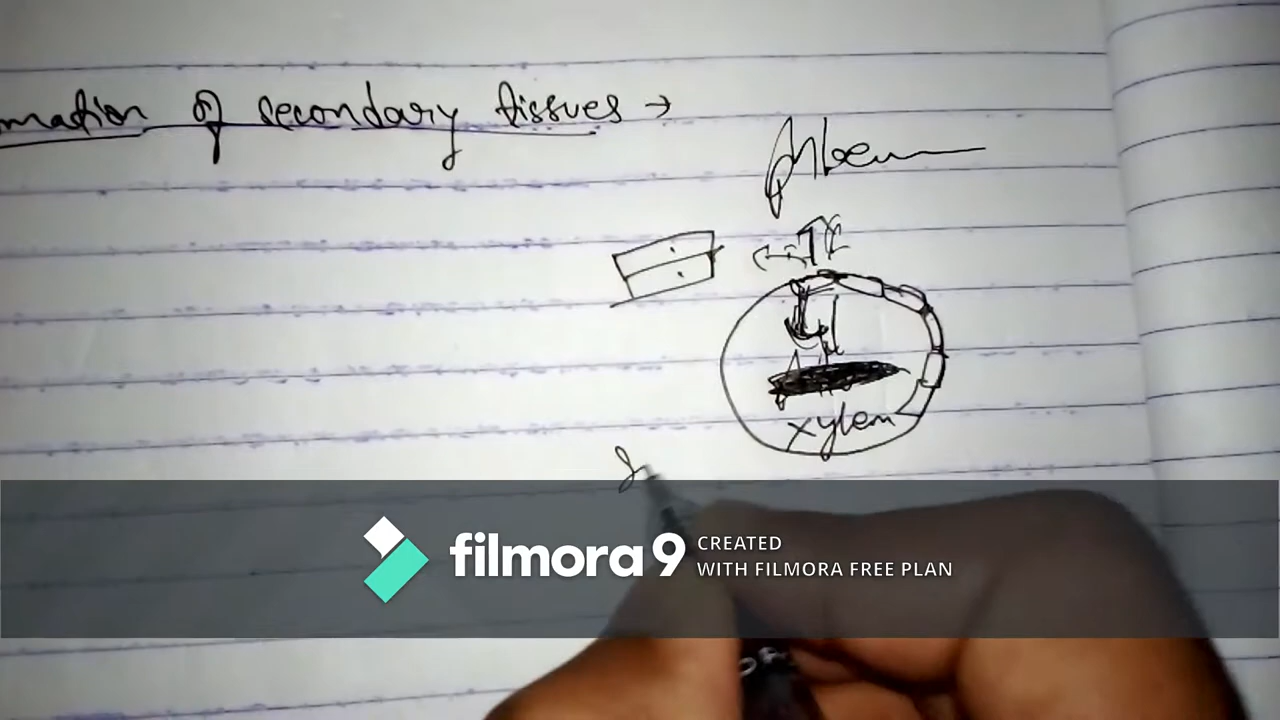 mation of secondary tissues →
phloem
xylem
filmora 9
CREATED
WITH FILMORA FREE PLAN